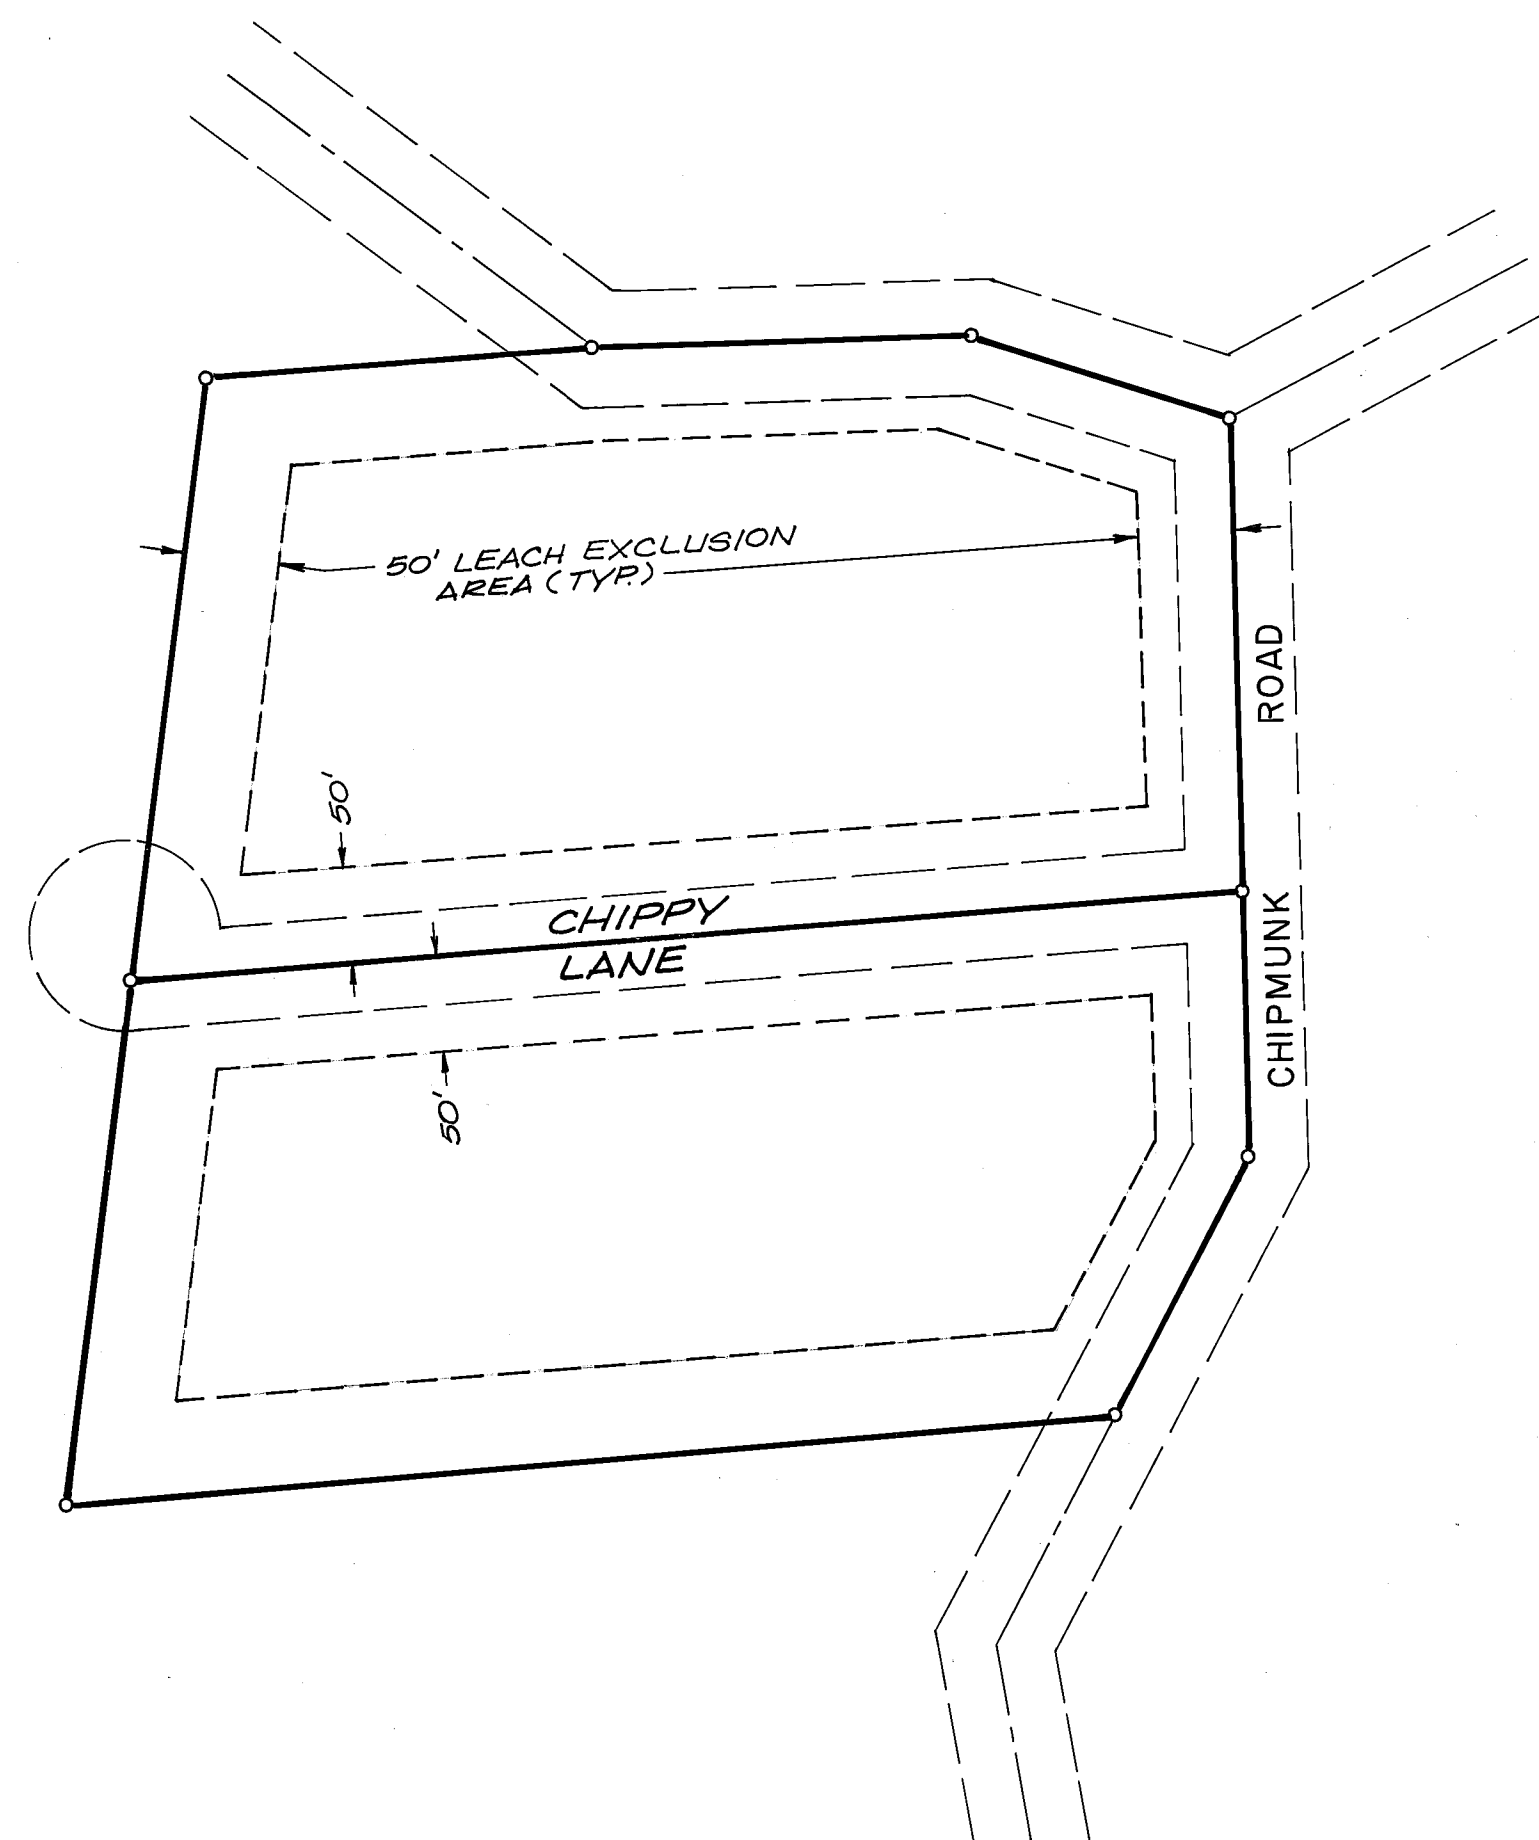 50' LEACH EXCLUSION
AREA (TYP.)
ROAD
50'
CHIPPY
LANE
CHIPMUNK
50'